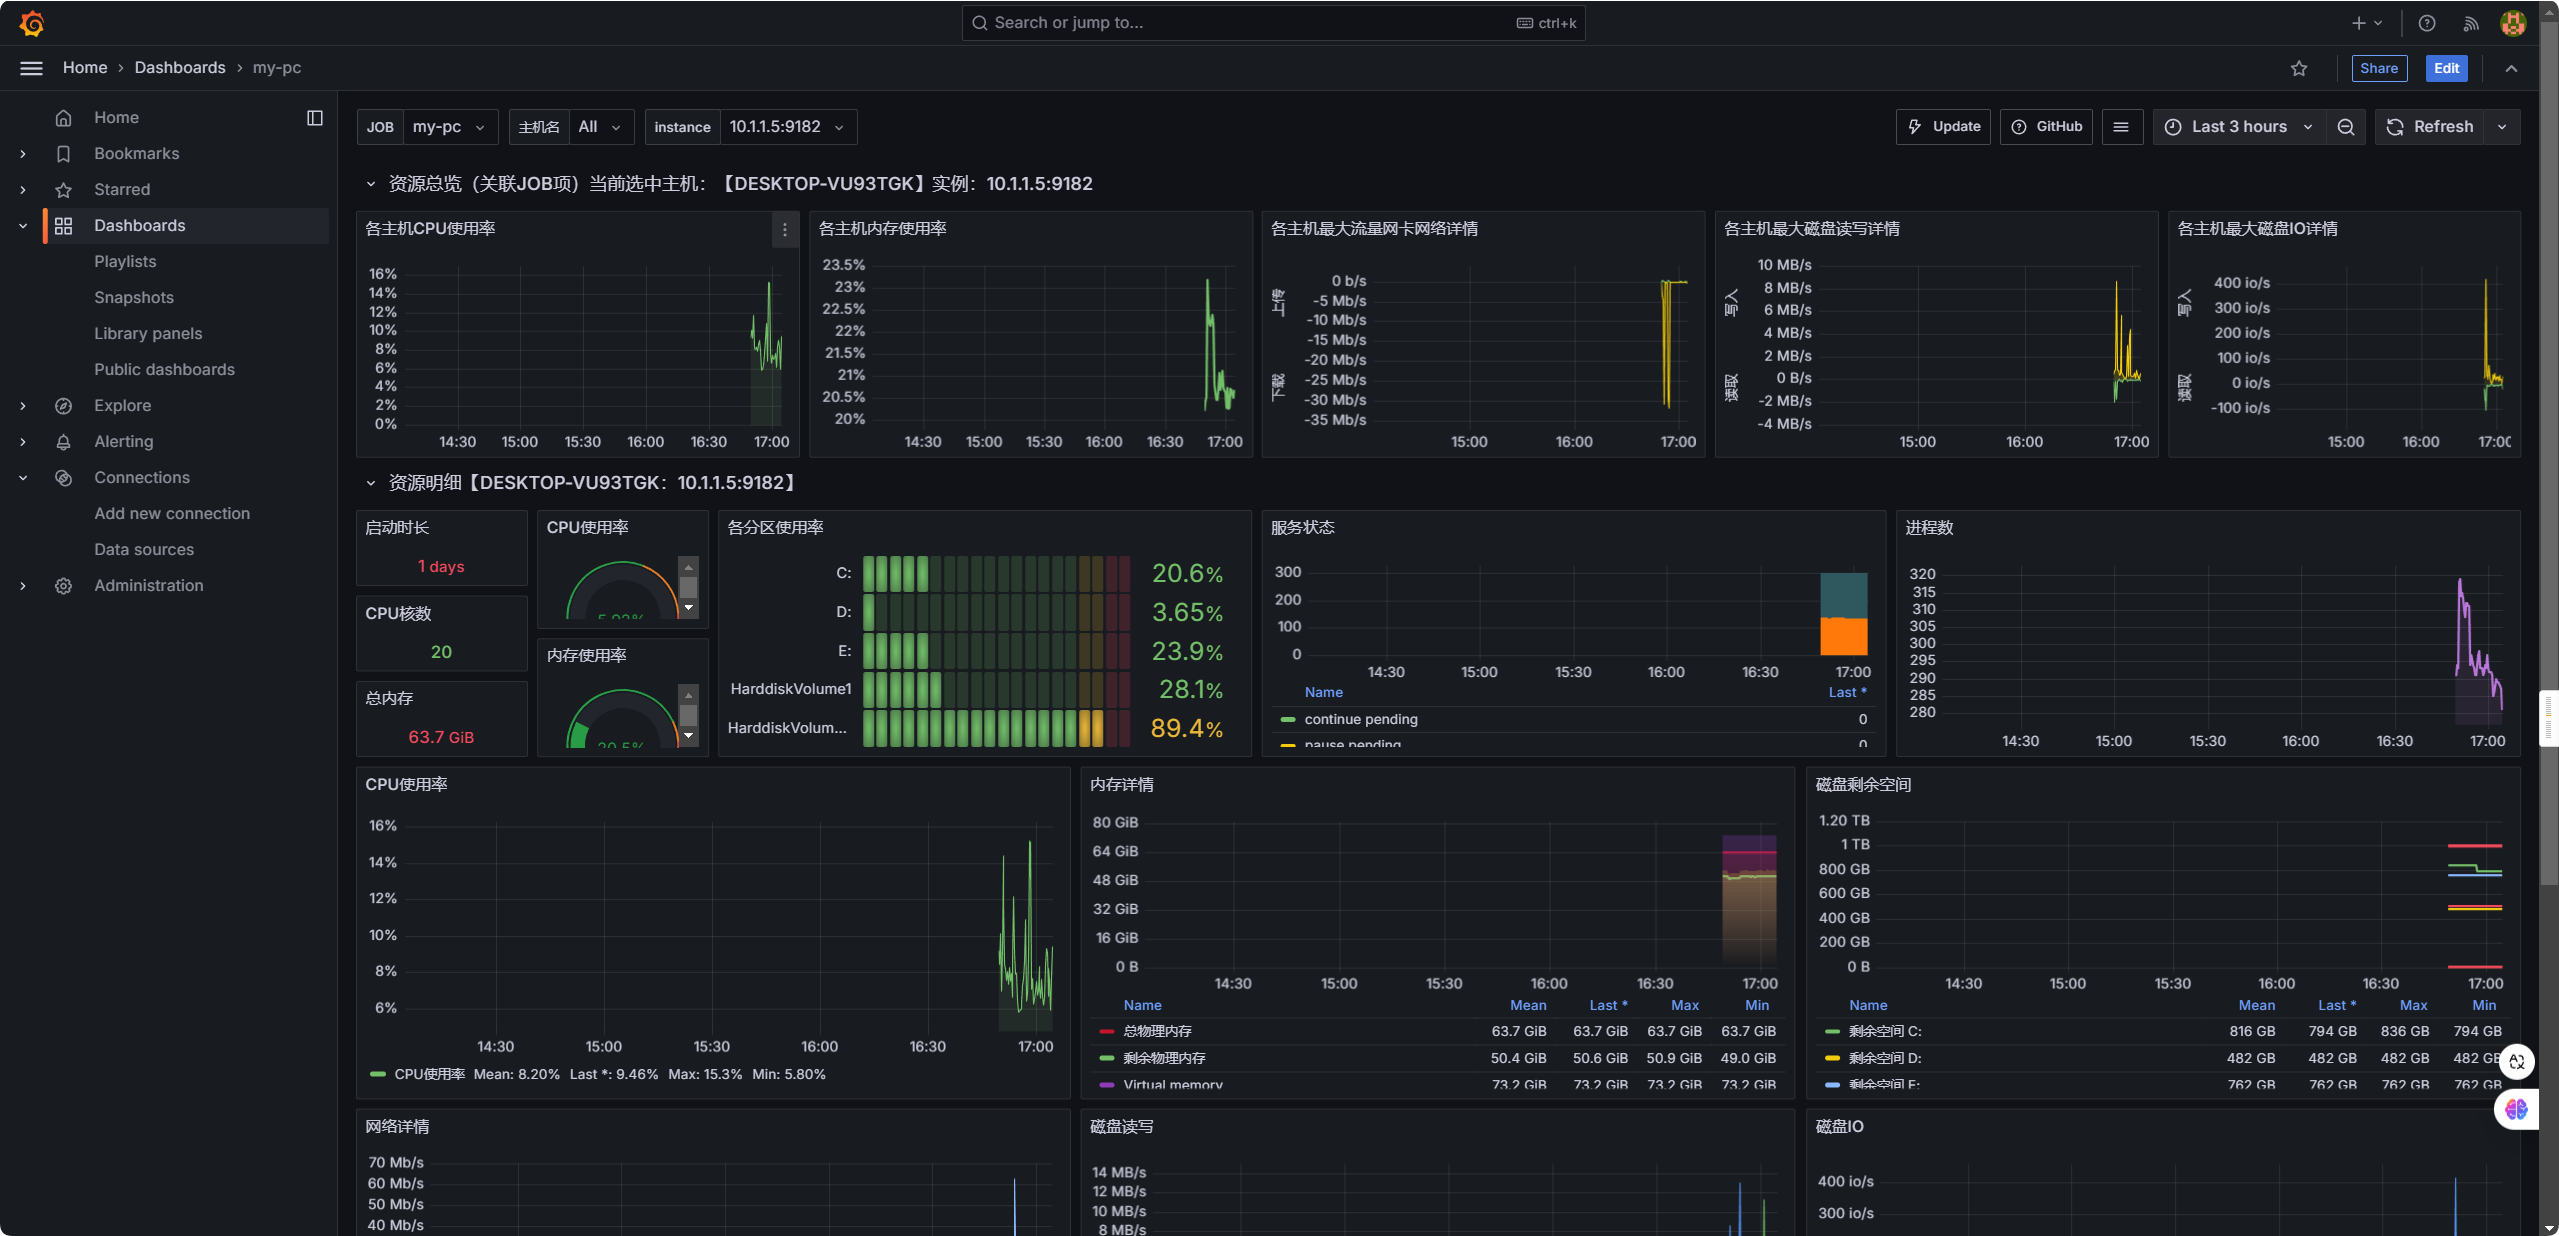 Search or jump to...
ctrl+k
Home › Dashboards › my-pc
Share
Edit
Home
Bookmarks
Starred
Dashboards
Playlists
Snapshots
Library panels
Public dashboards
Explore
Alerting
Connections
Add new connection
Data sources
Administration
JOB my-pc
主机名 All
instance 10.1.1.5:9182
Update
GitHub
Last 3 hours
Refresh
资源总览（关联JOB项）当前选中主机：【DESKTOP-VU93TGK】实例：10.1.1.5:9182
各主机CPU使用率
16%
14%
12%
10%
8%
6%
4%
2%
0%
14:30 15:00 15:30 16:00 16:30 17:00
各主机内存使用率
23.5%
23%
22.5%
22%
21.5%
21%
20.5%
20%
14:30 15:00 15:30 16:00 16:30 17:00
各主机最大流量网卡网络详情
上传
下载
0 b/s
-5 Mb/s
-10 Mb/s
-15 Mb/s
-20 Mb/s
-25 Mb/s
-30 Mb/s
-35 Mb/s
15:00 16:00 17:00
各主机最大磁盘读写详情
写入
读取
10 MB/s
8 MB/s
6 MB/s
4 MB/s
2 MB/s
0 B/s
-2 MB/s
-4 MB/s
15:00 16:00 17:00
各主机最大磁盘IO详情
写入
读取
400 io/s
300 io/s
200 io/s
100 io/s
0 io/s
-100 io/s
15:00 16:00 17:00
资源明细【DESKTOP-VU93TGK：10.1.1.5:9182】
启动时长
1 days
CPU核数
20
总内存
63.7 GiB
CPU使用率
内存使用率
20.5%
各分区使用率
C: 20.6%
D: 3.65%
E: 23.9%
HarddiskVolume1 28.1%
HarddiskVolum... 89.4%
服务状态
300
200
100
0
14:30 15:00 15:30 16:00 16:30 17:00
Name Last *
continue pending 0
pause pending 0
进程数
320
315
310
305
300
295
290
285
280
14:30 15:00 15:30 16:00 16:30 17:00
CPU使用率
16%
14%
12%
10%
8%
6%
14:30 15:00 15:30 16:00 16:30 17:00
CPU使用率 Mean: 8.20% Last *: 9.46% Max: 15.3% Min: 5.80%
内存详情
80 GiB
64 GiB
48 GiB
32 GiB
16 GiB
0 B
14:30 15:00 15:30 16:00 16:30 17:00
Name Mean Last * Max Min
总物理内存 63.7 GiB 63.7 GiB 63.7 GiB 63.7 GiB
剩余物理内存 50.4 GiB 50.6 GiB 50.9 GiB 49.0 GiB
Virtual memory 73.2 GiB 73.2 GiB 73.2 GiB 73.2 GiB
磁盘剩余空间
1.20 TB
1 TB
800 GB
600 GB
400 GB
200 GB
0 B
14:30 15:00 15:30 16:00 16:30 17:00
Name Mean Last * Max Min
剩余空间 C: 816 GB 794 GB 836 GB 794 GB
剩余空间 D: 482 GB 482 GB 482 GB 482 GB
剩余空间 E: 762 GB 762 GB 762 GB 762 GB
网络详情
70 Mb/s
60 Mb/s
50 Mb/s
40 Mb/s
磁盘读写
14 MB/s
12 MB/s
10 MB/s
8 MB/s
磁盘IO
400 io/s
300 io/s